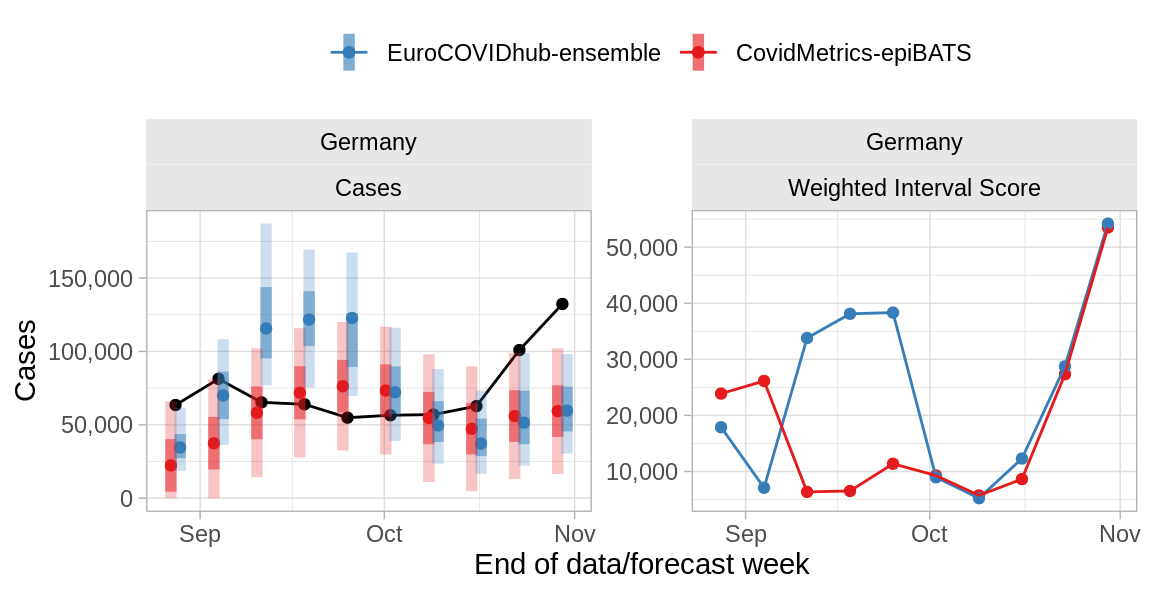 EuroCOVIDhub-ensemble CovidMetrics-epiBATS
Germany Germany
Cases Weighted Interval Score
Cases
150,000
100,000
50,000
0
50,000
40,000
30,000
20,000
10,000
Sep Oct Nov
Sep Oct Nov
End of data/forecast week